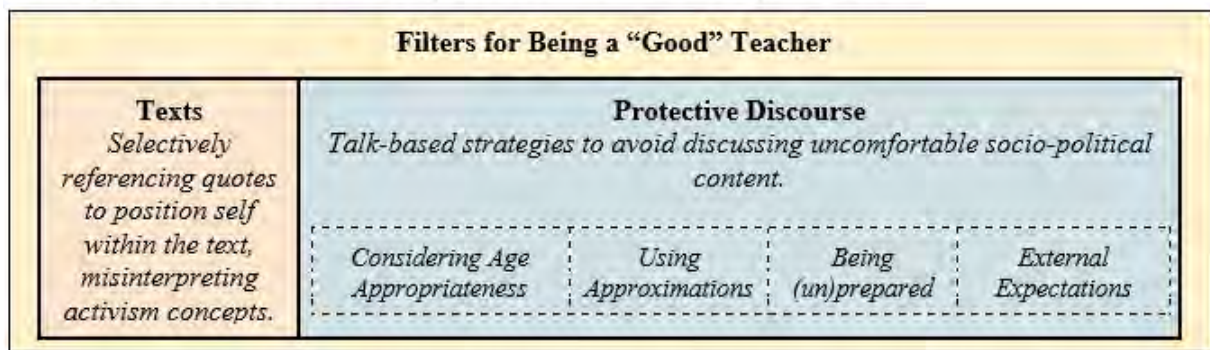 Filters for Being a “Good” Teacher
Texts
Selectively
referencing quotes
to position self
within the text,
misinterpreting
activism concepts.
Protective Discourse
Talk-based strategies to avoid discussing uncomfortable socio-political
content.
Considering Age
Appropriateness
Using
Approximations
Being
(un)prepared
External
Expectations